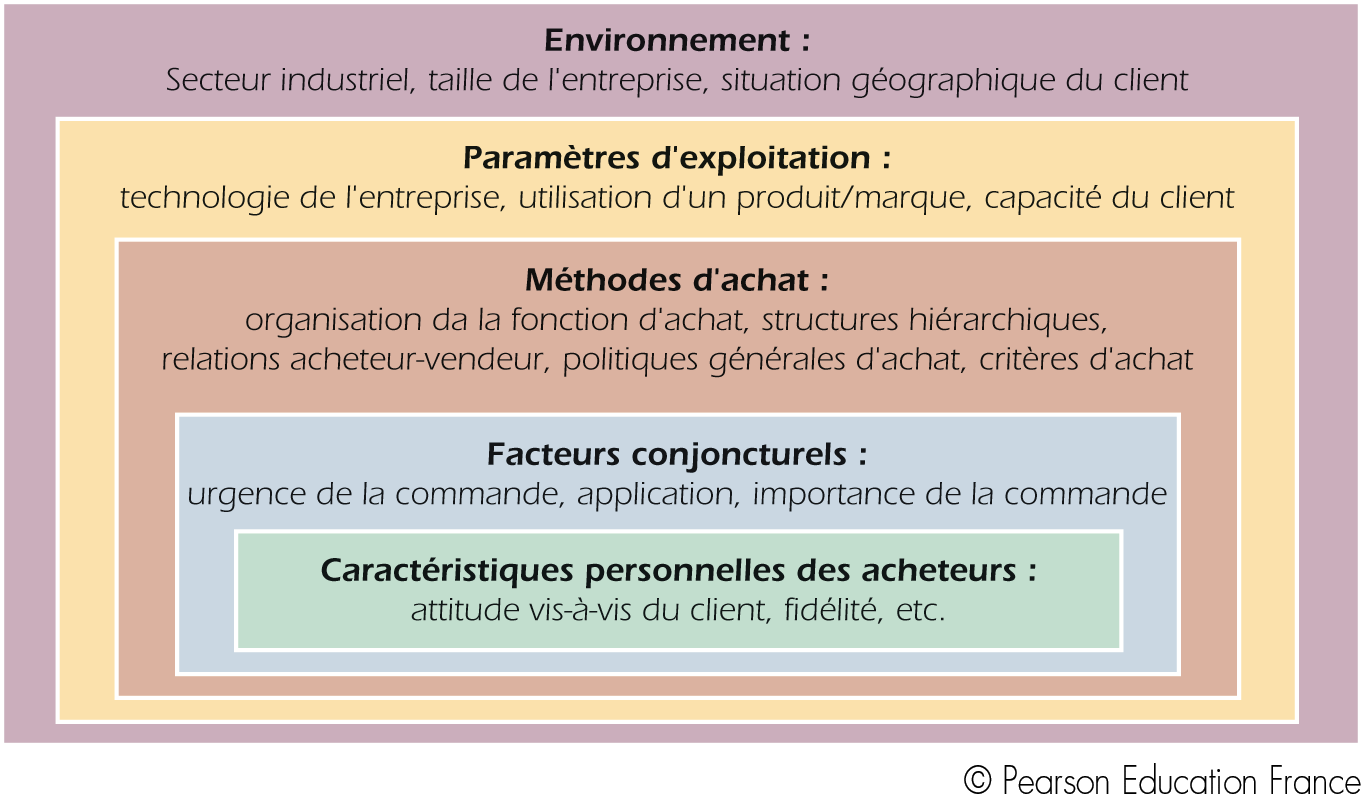 Environnement :
Secteur industriel, taille de l'entreprise, situation géographique du client
Paramètres d'exploitation :
technologie de l'entreprise, utilisation d'un produit/marque, capacité du client
Méthodes d'achat :
organisation da la fonction d'achat, structures hiérarchiques,
relations acheteur-vendeur, politiques générales d'achat, critères d'achat
Facteurs conjoncturels :
urgence de la commande, application, importance de la commande
Caractéristiques personnelles des acheteurs :
attitude vis-à-vis du client, fidélité, etc.
© Pearson Education France